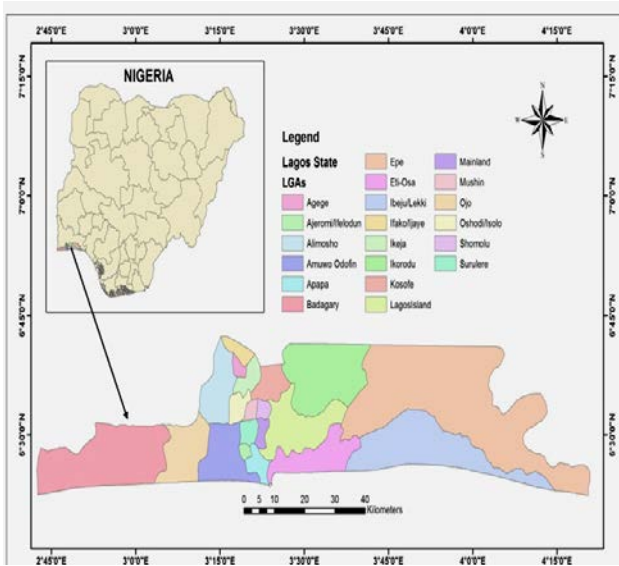 2°45'0"E 3°0'0"E 3°15'0"E 3°30'0"E 3°45'0"E 4°0'0"E 4°15'0"E
7°15'0"N
7°0'0"N
6°45'0"N
6°30'0"N
NIGERIA
N
W E
S
Legend
Lagos State
LGAs
Agege
Ajeromi/Ifelodun
Alimosho
Amuwo Odofin
Apapa
Badagary
Epe
Eti-Osa
Ibeju/Lekki
Ifako/Ijaye
Ikeja
Ikorodu
Kosofe
LagosIsland
Mainland
Mushin
Ojo
Oshodi/Isolo
Shomolu
Surulere
7°15'0"N
7°0'0"N
6°45'0"N
6°30'0"N
0 5 10 20 30 40
Kilometers
2°45'0"E 3°0'0"E 3°15'0"E 3°30'0"E 3°45'0"E 4°0'0"E 4°15'0"E